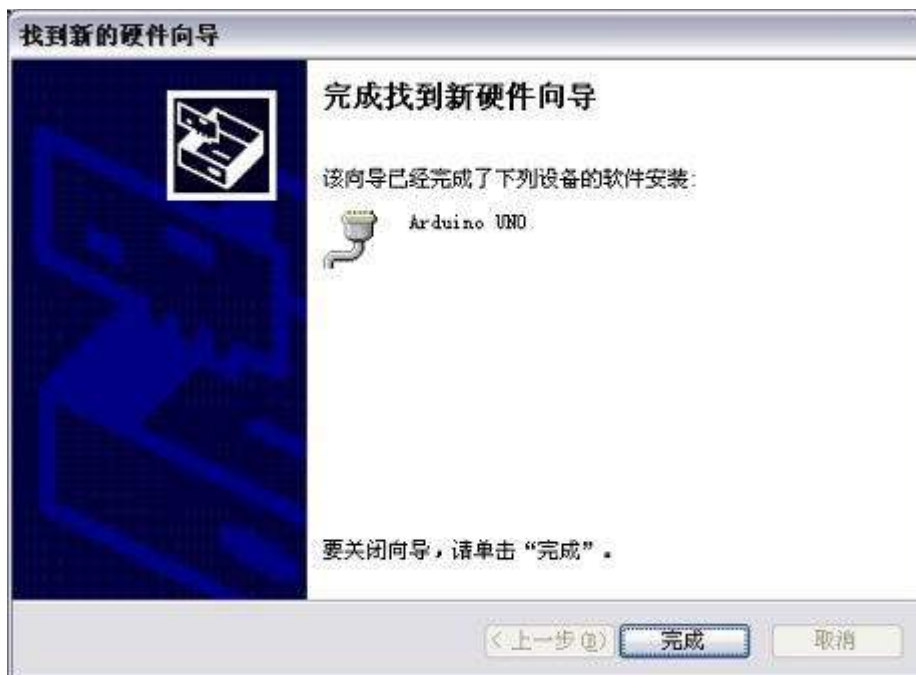 找到新的硬件向导
完成找到新硬件向导
该向导已经完成了下列设备的软件安装:
Arduino UNO
要关闭向导，请单击“完成”。
< 上一步(B)
完成
取消